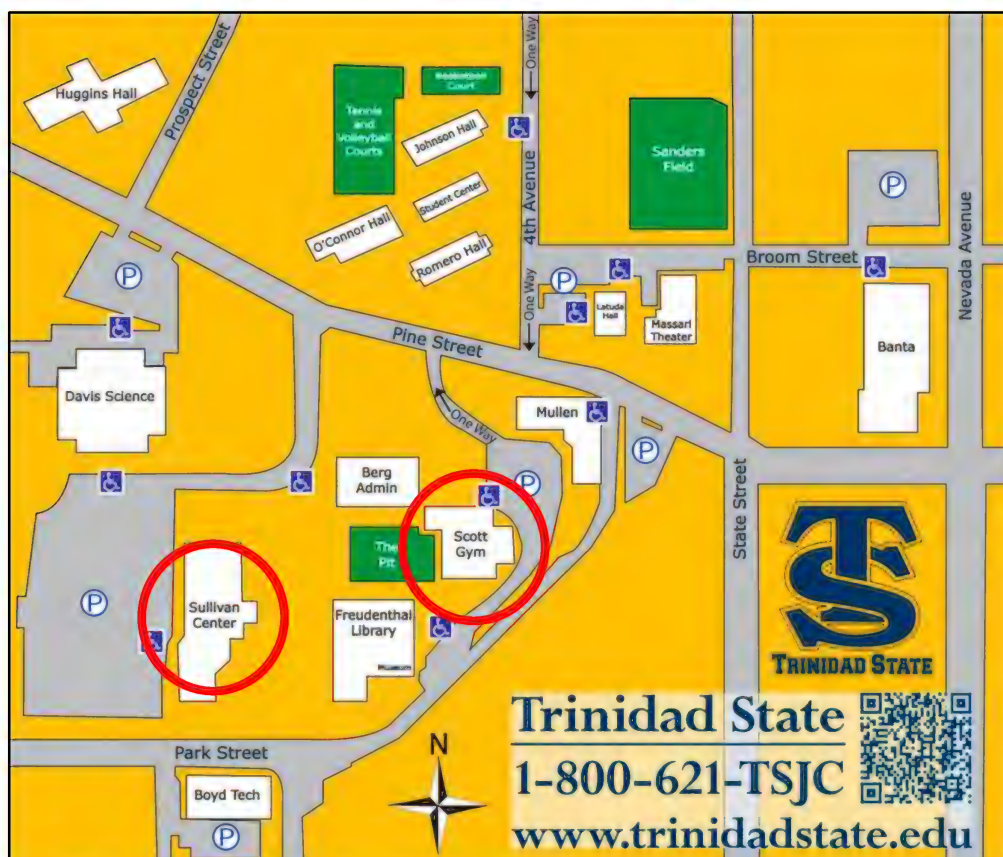 Huggins Hall
Prospect Street
Tennis
and
Volleyball
Courts
Basketball
Court
Johnson Hall
Student Center
O'Connor Hall
Romero Hall
One Way
4th Avenue
One Way
Sanders
Field
P
Broom Street
Nevada Avenue
P
P
Latuda
Hall
Massari
Theater
Banta
Pine Street
Davis Science
One Way
Mullen
P
Berg
Admin
P
Scott
Gym
The
Pit
State Street
P
Sullivan
Center
Freudenthal
Library
Museum
TS
TRINIDAD STATE
Park Street
N
Boyd Tech
P
Trinidad State
1-800-621-TSJC
www.trinidadstate.edu